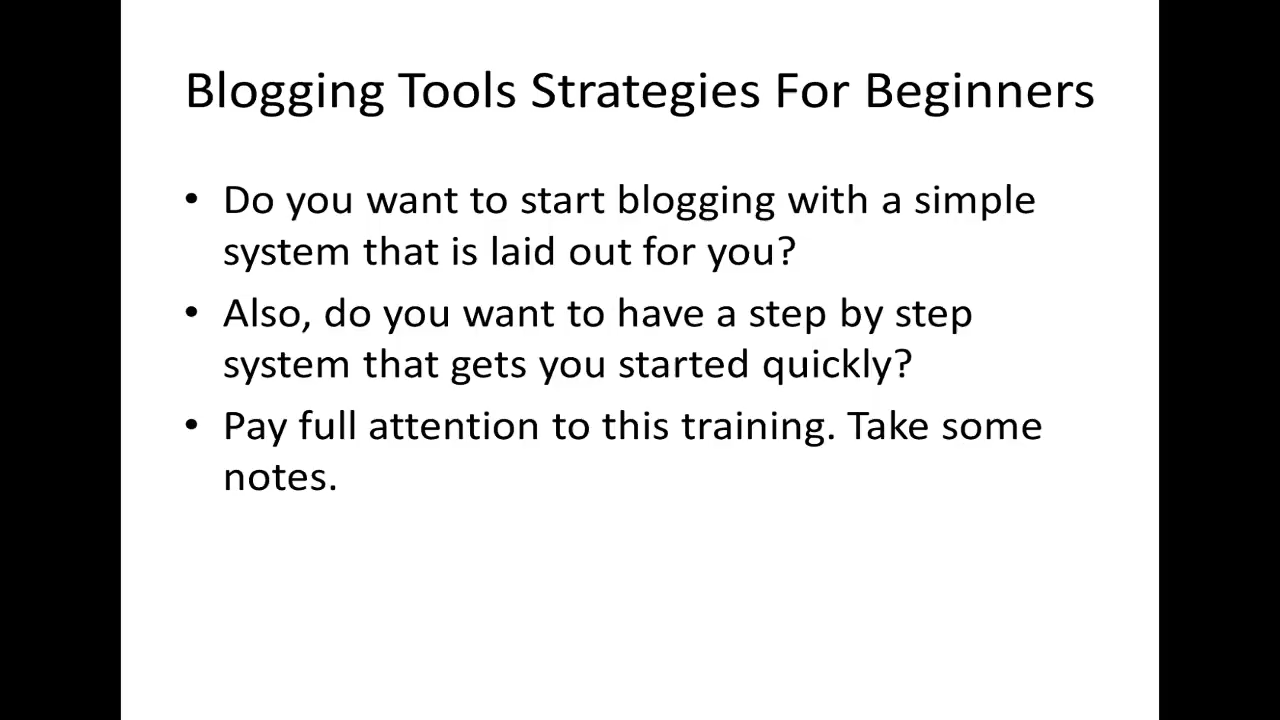 Blogging Tools Strategies For Beginners
• Do you want to start blogging with a simple
system that is laid out for you?
• Also, do you want to have a step by step
system that gets you started quickly?
• Pay full attention to this training. Take some
notes.